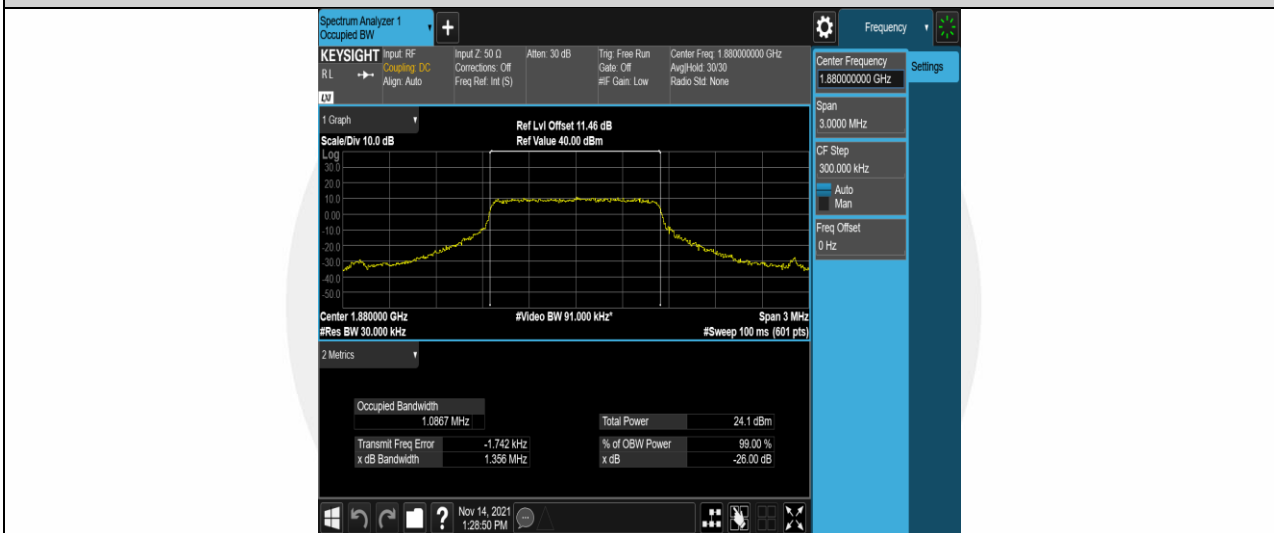 Spectrum Analyzer 1
Occupied BW
Frequency
KEYSIGHT
R L
LXI
Input: RF
Coupling: DC
Align: Auto
Input Z: 50 Ω
Corrections: Off
Freq Ref: Int (S)
Atten: 30 dB
Trig: Free Run
Gate: Off
#IF Gain: Low
Center Freq: 1.880000000 GHz
Avg|Hold: 30/30
Radio Std: None
Center Frequency
1.880000000 GHz
Settings
Span
3.0000 MHz
CF Step
300.000 kHz
Auto
Man
Freq Offset
0 Hz
1 Graph
Scale/Div 10.0 dB
Ref Lvl Offset 11.46 dB
Ref Value 40.00 dBm
Log
30.0
20.0
10.0
0.00
-10.0
-20.0
-30.0
-40.0
-50.0
Center 1.880000 GHz
#Video BW 91.000 kHz*
Span 3 MHz
#Res BW 30.000 kHz
#Sweep 100 ms (601 pts)
2 Metrics
Occupied Bandwidth
1.0867 MHz
Total Power 24.1 dBm
Transmit Freq Error -1.742 kHz
% of OBW Power 99.00 %
x dB Bandwidth 1.356 MHz
x dB -26.00 dB
?
Nov 14, 2021
1:28:50 PM